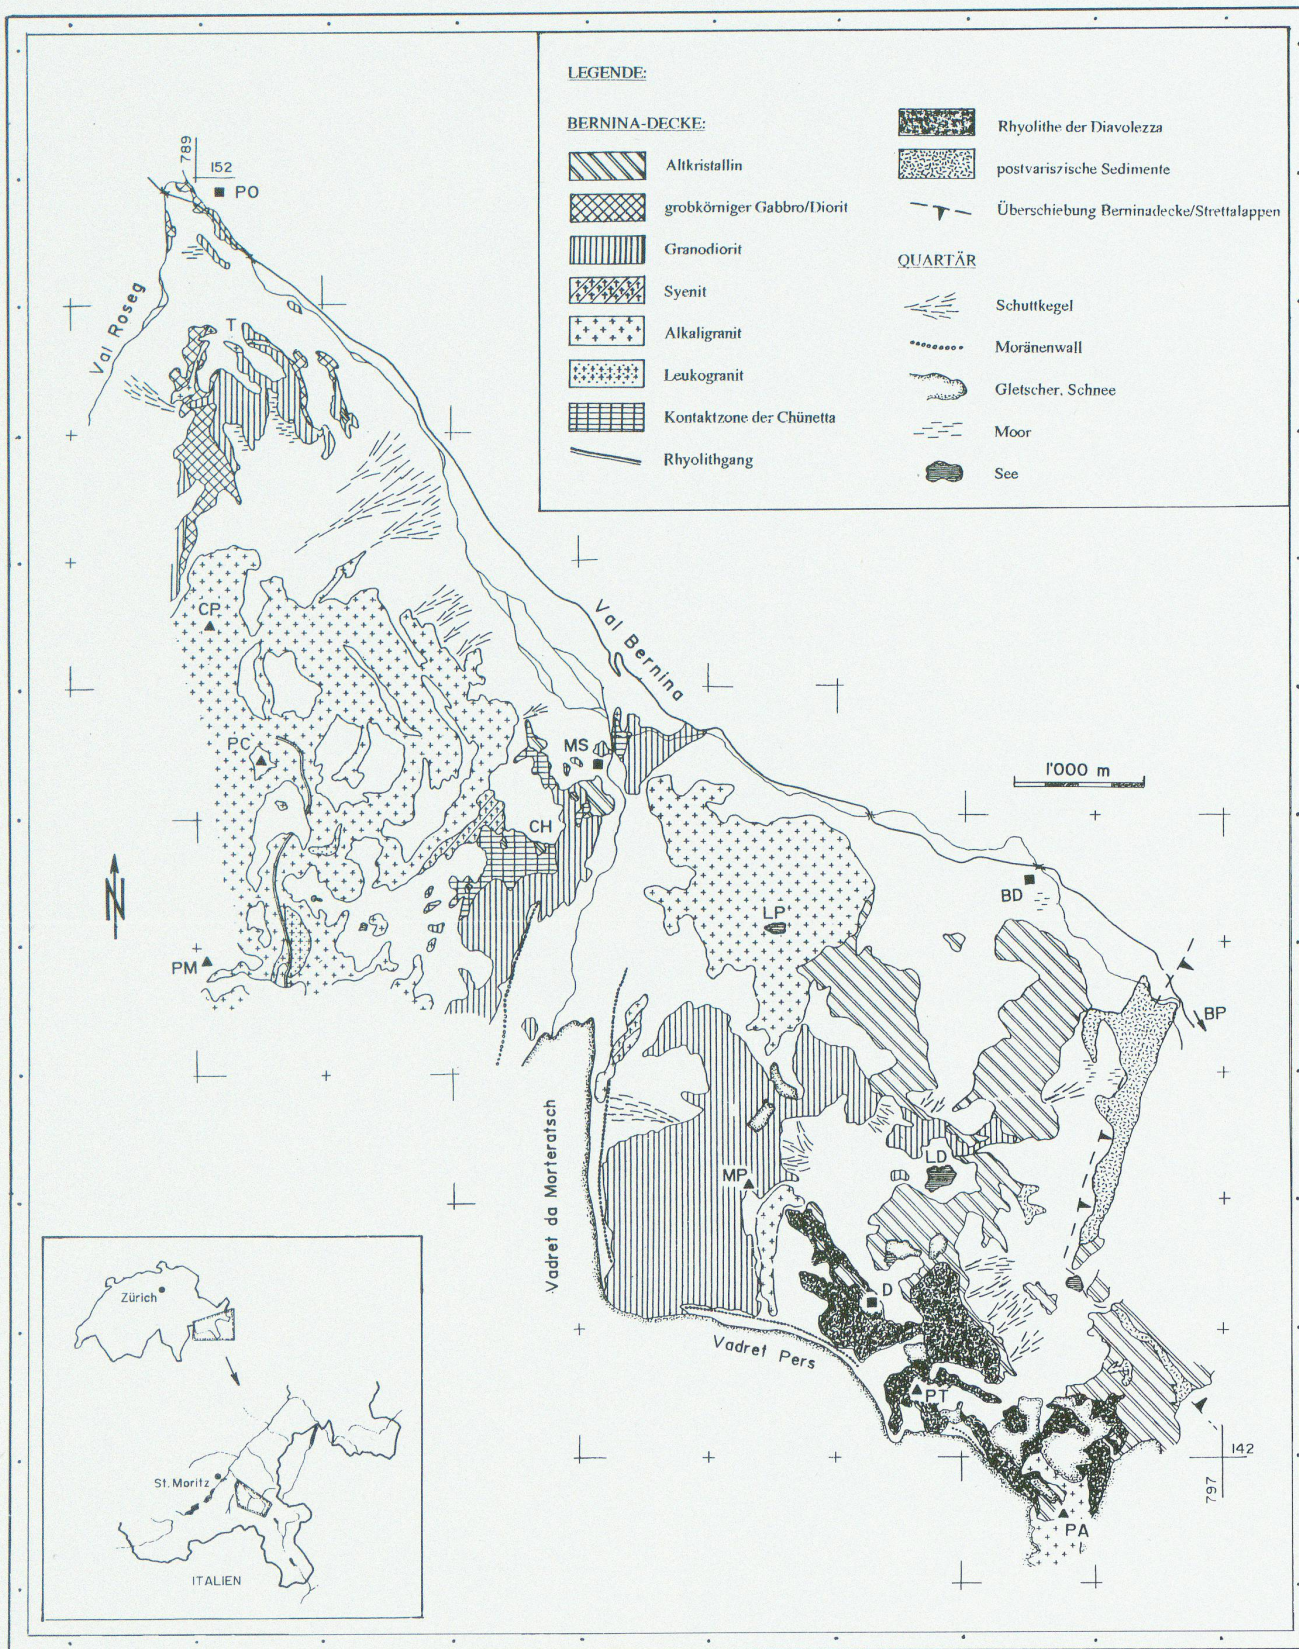 LEGENDE:
BERNINA-DECKE:
Altkristallin
grobkörniger Gabbro/Diorit
Granodiorit
Syenit
Alkaligranit
Leukogranit
Kontaktzone der Chünetta
Rhyolithgang
Rhyolithe der Diavolezza
postvariszische Sedimente
Überschiebung Berninadecke/Strettalappen
QUARTÄR
Schuttkegel
Moränenwall
Gletscher, Schnee
Moor
See
789
152
PO
Val Roseg
T
CP
Val Bernina
PC
MS
1'000 m
CH
BD
LP
N
PM
BP
Vadret da Morteratsch
LD
MP
D
Vadret Pers
PT
142
797
PA
Zürich
St. Moritz
ITALIEN